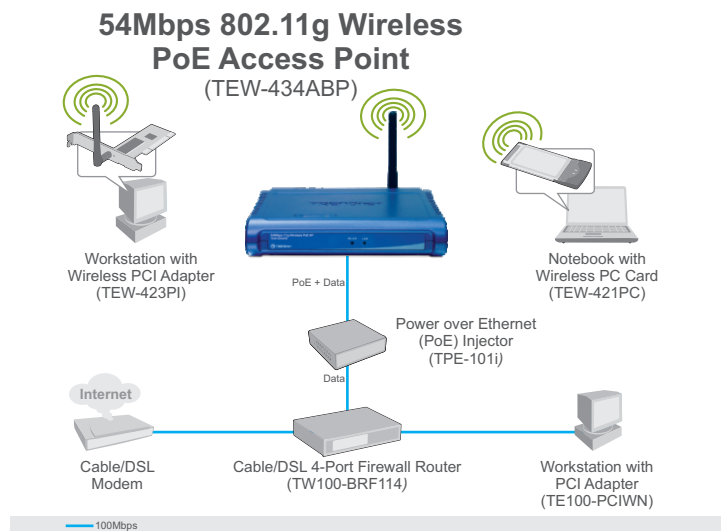 54Mbps 802.11g Wireless
PoE Access Point
(TEW-434ABP)
Workstation with
Wireless PCI Adapter
(TEW-423PI)
Notebook with
Wireless PC Card
(TEW-421PC)
PoE + Data
Power over Ethernet
(PoE) Injector
(TPE-101i)
Data
Internet
Cable/DSL
Modem
Cable/DSL 4-Port Firewall Router
(TW100-BRF114)
Workstation with
PCI Adapter
(TE100-PCIWN)
100Mbps